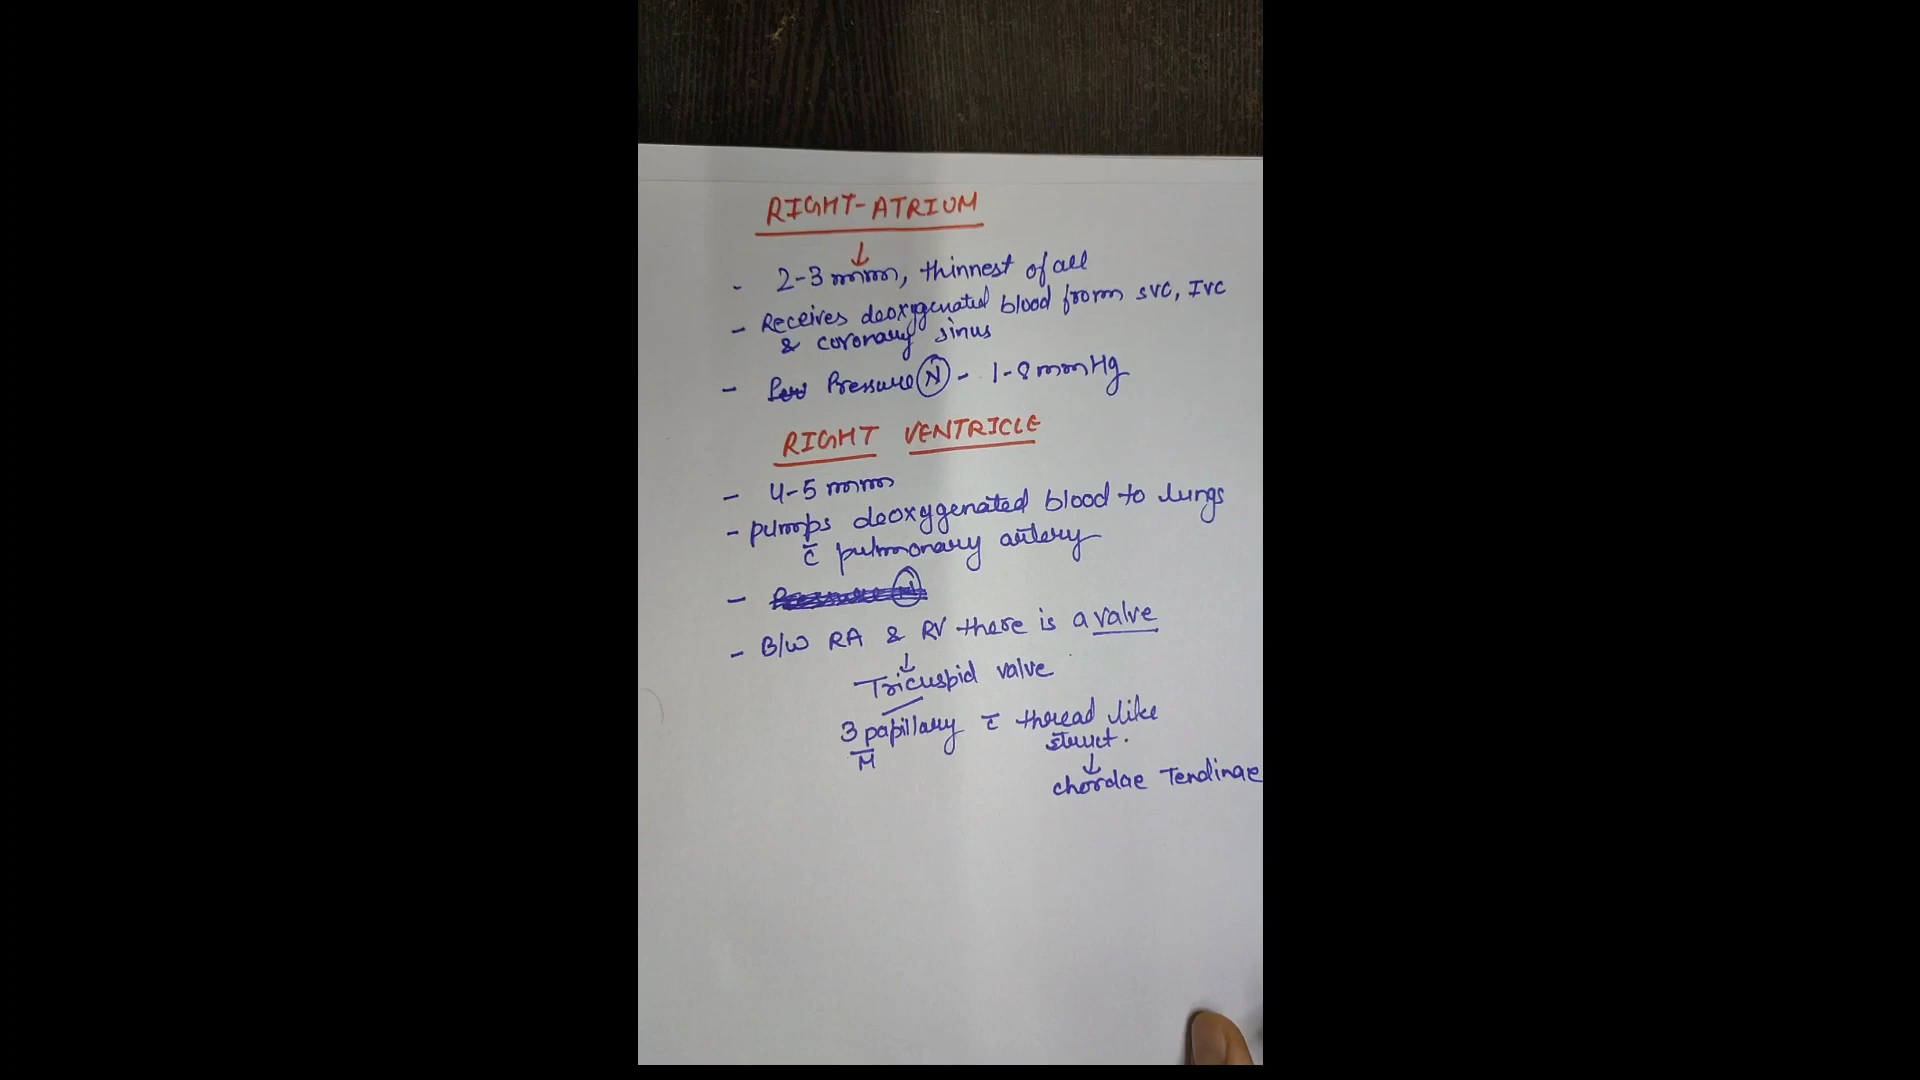 RIGHT-ATRIUM
↓
- 2-3 mm, thinnest of all
- Receives deoxygenated blood from SVC, IVC
& coronary sinus
- Low Pressure (N) - 1-8 mmHg
RIGHT VENTRICLE
- 4-5 mm
- pumps deoxygenated blood to lungs
c̄ pulmonary artery
-
- B/W RA & RV there is a valve
↓
Tricuspid valve
3 papillary c̄ thread like
M struct.
↓
chordae Tendinae